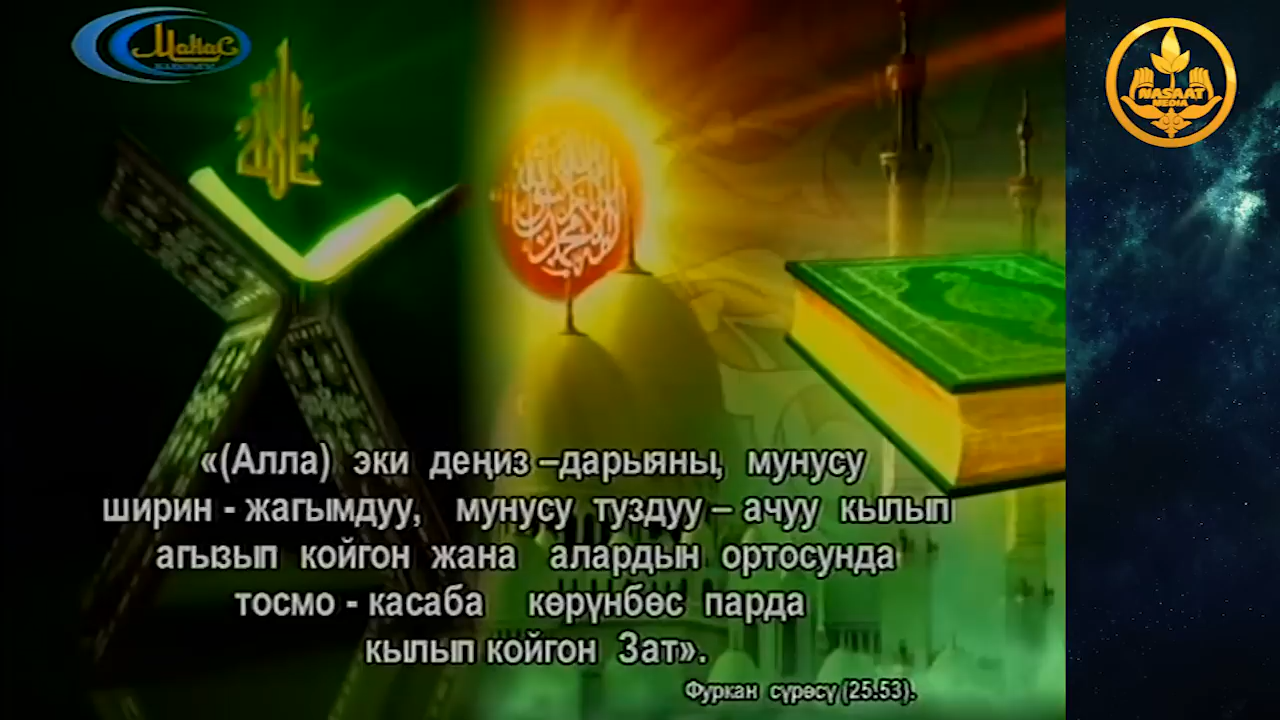 Манас
NASAAT
MEDIA
«(Алла) эки деңиз –дарыяны, мунусу
ширин - жагымдуу, мунусу туздуу – ачуу кылып
агызып койгон жана алардын ортосунда
тосмо - касаба көрүнбөс парда
кылып койгон Зат».
Фуркан сүрөсү (25.53).